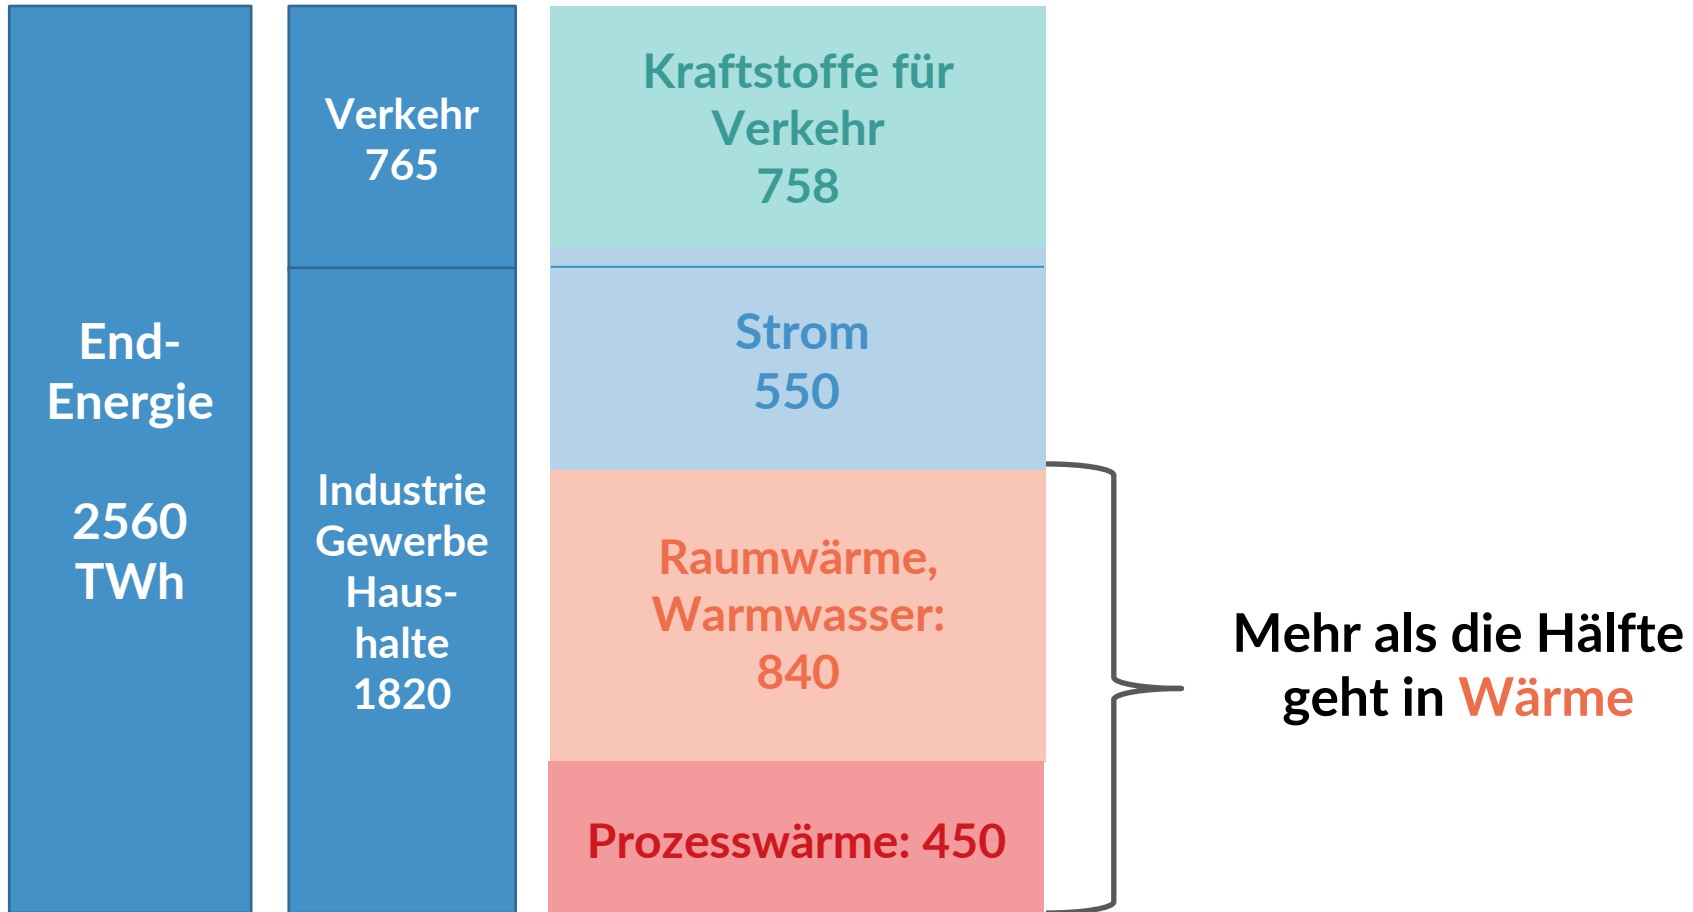 End-
Energie
2560
TWh
Verkehr
765
Industrie
Gewerbe
Haus-
halte
1820
Kraftstoffe für
Verkehr
758
Strom
550
Raumwärme,
Warmwasser:
840
Prozesswärme: 450
Mehr als die Hälfte
geht in Wärme